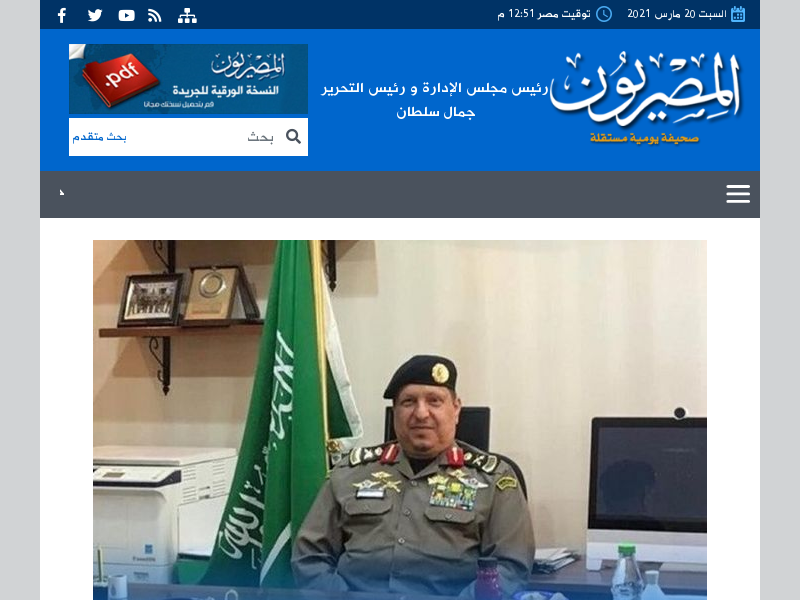 السبت 20 مارس 2021
توقيت مصر 12:51 م
المصريون
صحيفة يومية مستقلة
رئيس مجلس الإدارة و رئيس التحرير
جمال سلطان
المصريون
النسخة الورقية للجريدة
قم بتحميل نسختك مجانا
.pdf
بحث
بحث متقدم